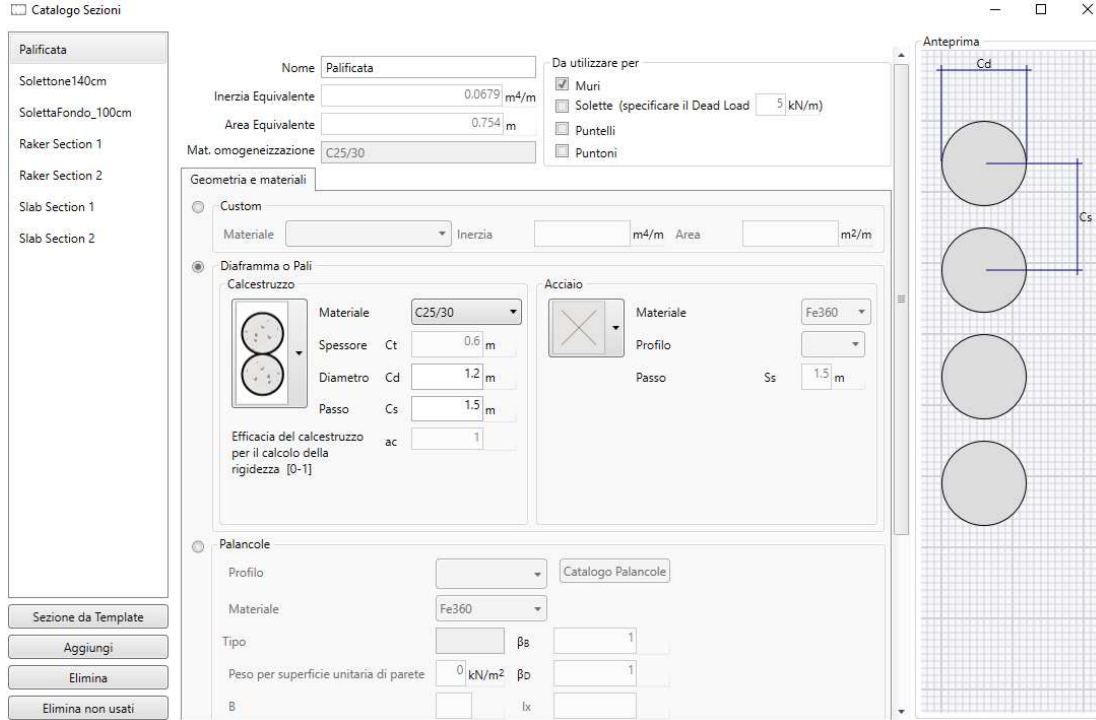 Catalogo Sezioni
Palificata
Solettone140cm
SolettaFondo_100cm
Raker Section 1
Raker Section 2
Slab Section 1
Slab Section 2
Sezione da Template
Aggiungi
Elimina
Elimina non usati
Nome Palificata
Inerzia Equivalente 0.0679 m4/m
Area Equivalente 0.754 m
Mat. omogeneizzazione C25/30
Da utilizzare per
Muri
Solette (specificare il Dead Load 5 kN/m)
Puntelli
Puntoni
Geometria e materiali
Custom
Materiale Inerzia m4/m Area m2/m
Diaframma o Pali
Calcestruzzo
Materiale C25/30
Spessore Ct 0.6 m
Diametro Cd 1.2 m
Passo Cs 1.5 m
Efficacia del calcestruzzo
per il calcolo della
rigidezza [0-1]
ac 1
Acciaio
Materiale Fe360
Profilo
Passo Ss 1.5 m
Palancole
Profilo Catalogo Palancole
Materiale Fe360
Tipo βB 1
Peso per superficie unitaria di parete 0 kN/m2 βD 1
B Ix
Anteprima
Cd
Cs